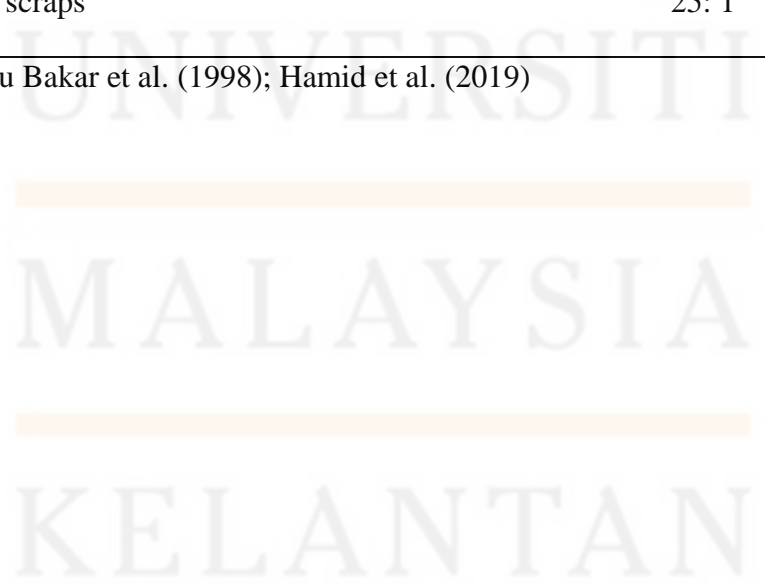 scraps 25: 1
u Bakar et al. (1998); Hamid et al. (2019)
UNIVERSITI
MALAYSIA
KELANTAN